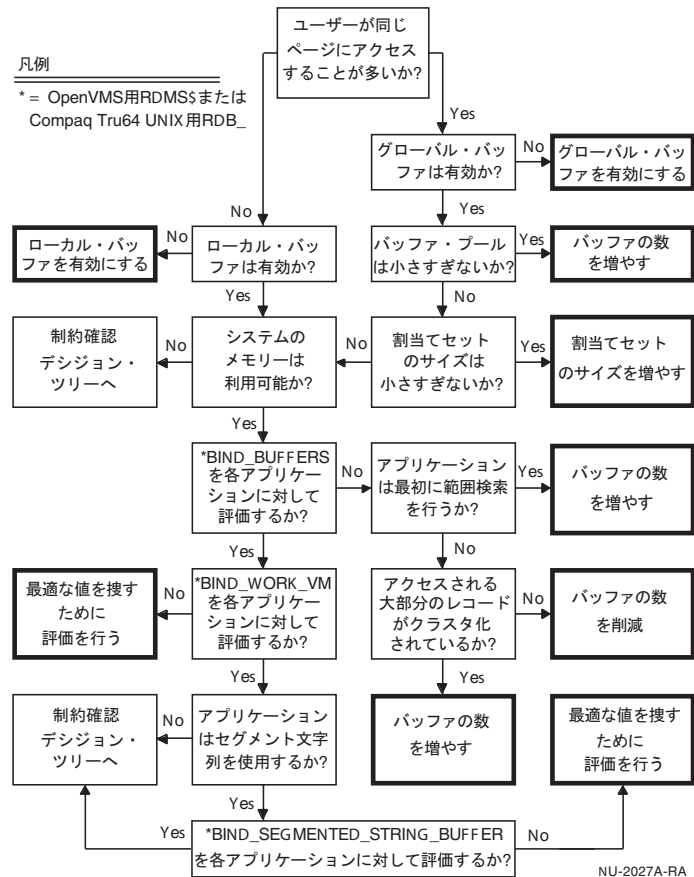 ユーザーが同じ
ページにアクセス
することが多いか?
凡例
* = OpenVMS用RDMS$または
Compaq Tru64 UNIX用RDB_
Yes
No
グローバル・バッ
ファは有効か?
No
グローバル・バッ
ファを有効にする
Yes
ローカル・バッ
ファを有効にする
No
ローカル・バッ
ファは有効か?
バッファ・プール
は小さすぎないか?
Yes
バッファの数
を増やす
Yes
No
制約確認
デシジョン・
ツリーへ
No
システムの
メモリーは
利用可能か?
No
割当てセット
のサイズは
小さすぎないか?
Yes
割当てセット
のサイズを増やす
Yes
*BIND_BUFFERS
を各アプリケー
ションに対して
評価するか?
No
アプリケーション
は最初に範囲検索
を行うか?
Yes
バッファの数
を増やす
Yes
No
最適な値を捜す
ために
評価を行う
No
*BIND_WORK_VM
を各アプリケー
ションに対して
評価するか?
アクセスされる
大部分のレコード
がクラスタ化
されているか?
No
バッファの数
を削減
Yes
Yes
制約確認
デシジョン・
ツリーへ
No
アプリケーション
はセグメント文字
列を使用するか?
バッファの数
を増やす
最適な値を捜す
ために
評価を行う
Yes
Yes
*BIND_SEGMENTED_STRING_BUFFER
を各アプリケーションに対して評価するか?
No
NU-2027A-RA